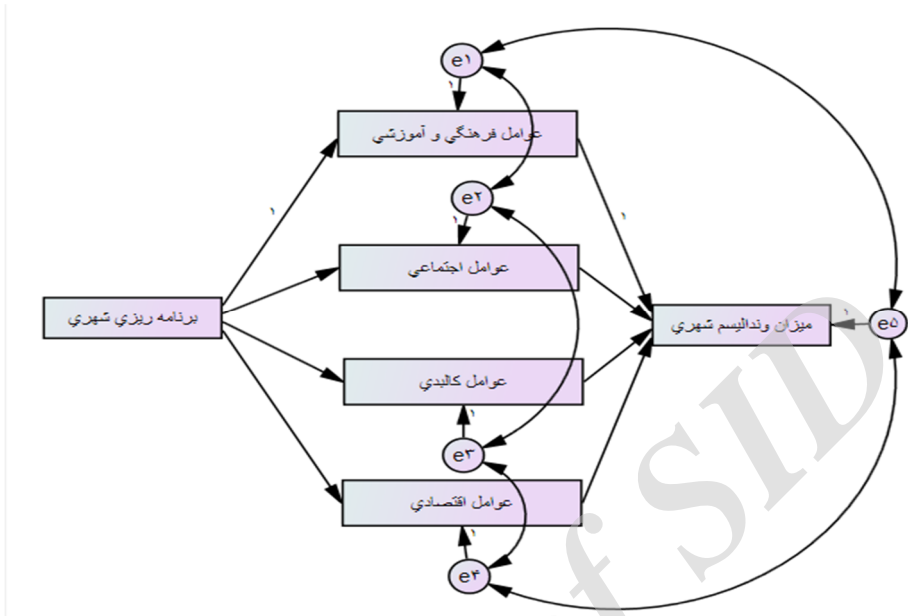 e۱
۱
عوامل فرهنگي و آموزشي
e۲
۱
۱
۱
عوامل اجتماعي
برنامه ريزي شهري
ميزان ونداليسم شهري
۱
e۵
عوامل كالبدي
۱
e۳
عوامل اقتصادي
۱
e۴
f SID